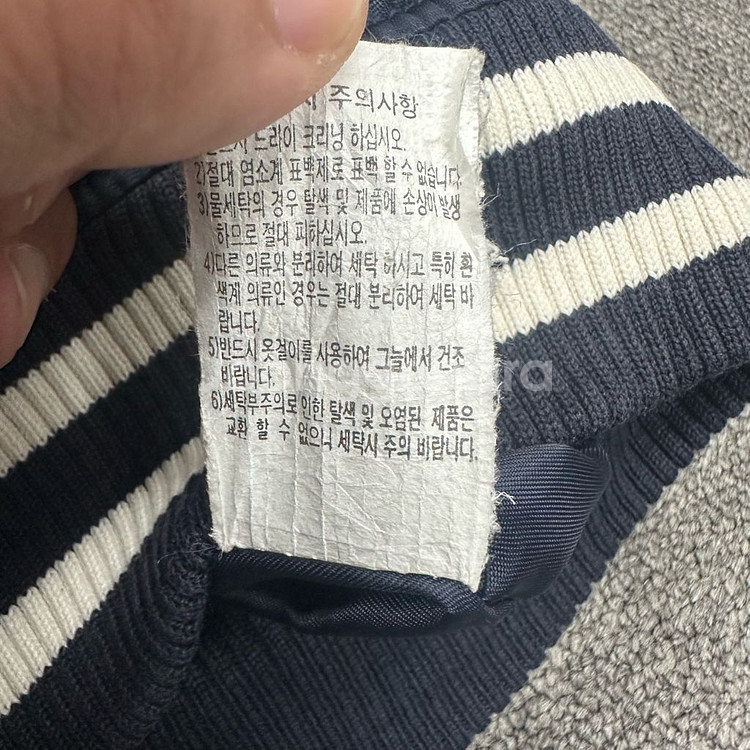 주의사항
드라이 크리닝 하십시오.
2)절대 염소계 표백제로 표백 할 수 없습니다.
3)물세탁의 경우 탈색 및 제품에 손상이 발생
하므로 절대 피하십시오.
4)다른 의류와 분리하여 세탁 하시고 특히 환
색계 의류인 경우는 절대 분리하여 세탁 바
랍니다.
5)반드시 옷걸이를 사용하여 그늘에서 건조
바랍니다.
6)세탁부주의로 인한 탈색 및 오염된 제품은
교환 할 수 없으니 세탁시 주의 바랍니다.